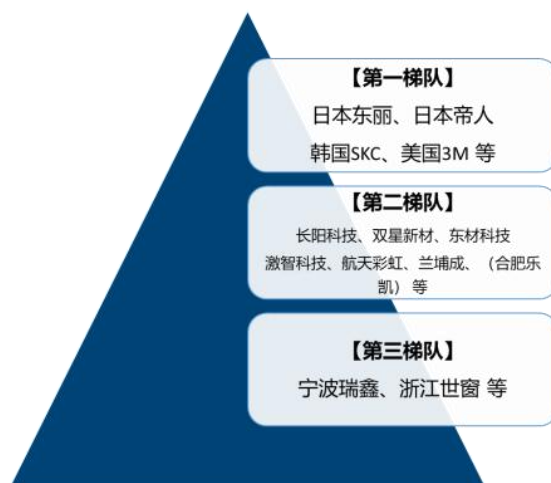 【第一梯队】
日本东丽、日本帝人
韩国SKC、美国3M 等
【第二梯队】
长阳科技、双星新材、东材科技
激智科技、航天彩虹、兰埔成、（合肥乐
凯）等
【第三梯队】
宁波瑞鑫、浙江世窗 等